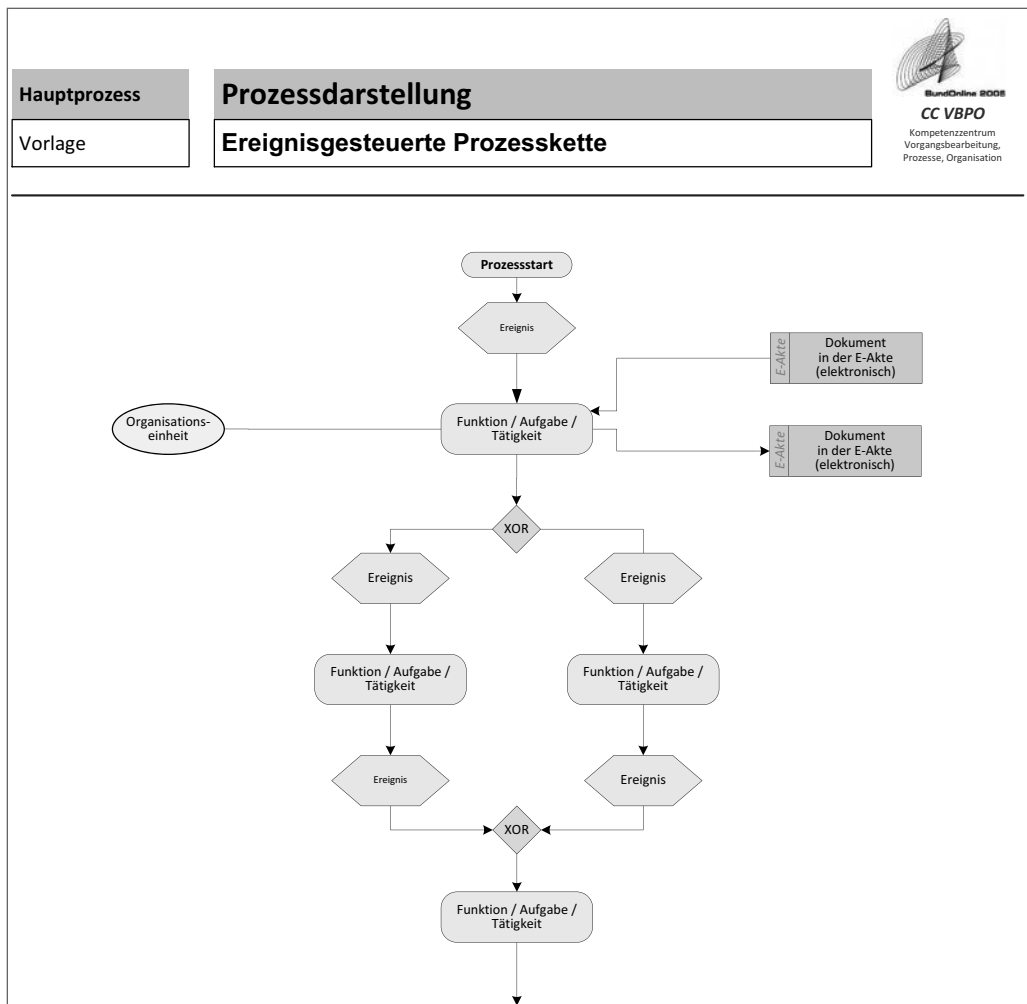 Hauptprozess
Prozessdarstellung
Vorlage
Ereignisgesteuerte Prozesskette
BundOnline 2005
CC VBPO
Kompetenzzentrum
Vorgangsbearbeitung,
Prozesse, Organisation
Prozessstart
Ereignis
E-Akte
Dokument
in der E-Akte
(elektronisch)
Organisations-
einheit
Funktion / Aufgabe /
Tätigkeit
E-Akte
Dokument
in der E-Akte
(elektronisch)
XOR
Ereignis
Ereignis
Funktion / Aufgabe /
Tätigkeit
Funktion / Aufgabe /
Tätigkeit
Ereignis
Ereignis
XOR
Funktion / Aufgabe /
Tätigkeit